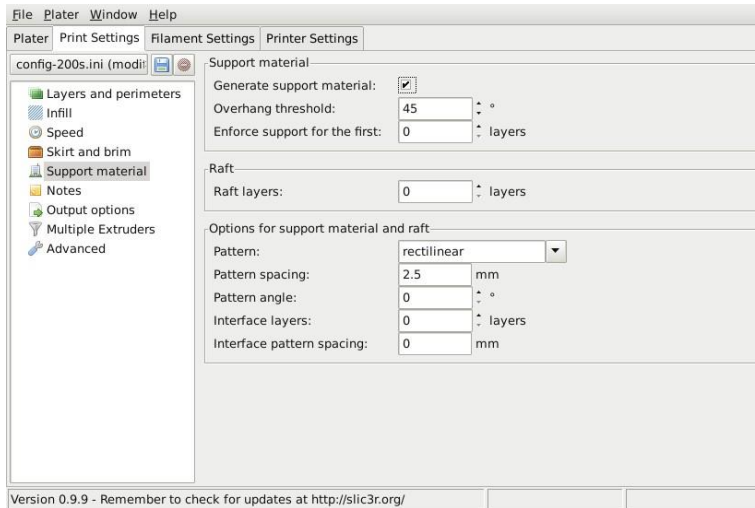 File Plater Window Help
Plater Print Settings Filament Settings Printer Settings
config-200s.ini (modi
Layers and perimeters
Infill
Speed
Skirt and brim
Support material
Notes
Output options
Multiple Extruders
Advanced
Support material
Generate support material:
Overhang threshold: 45 °
Enforce support for the first: 0 layers
Raft
Raft layers: 0 layers
Options for support material and raft
Pattern: rectilinear
Pattern spacing: 2.5 mm
Pattern angle: 0 °
Interface layers: 0 layers
Interface pattern spacing: 0 mm
Version 0.9.9 - Remember to check for updates at http://slic3r.org/